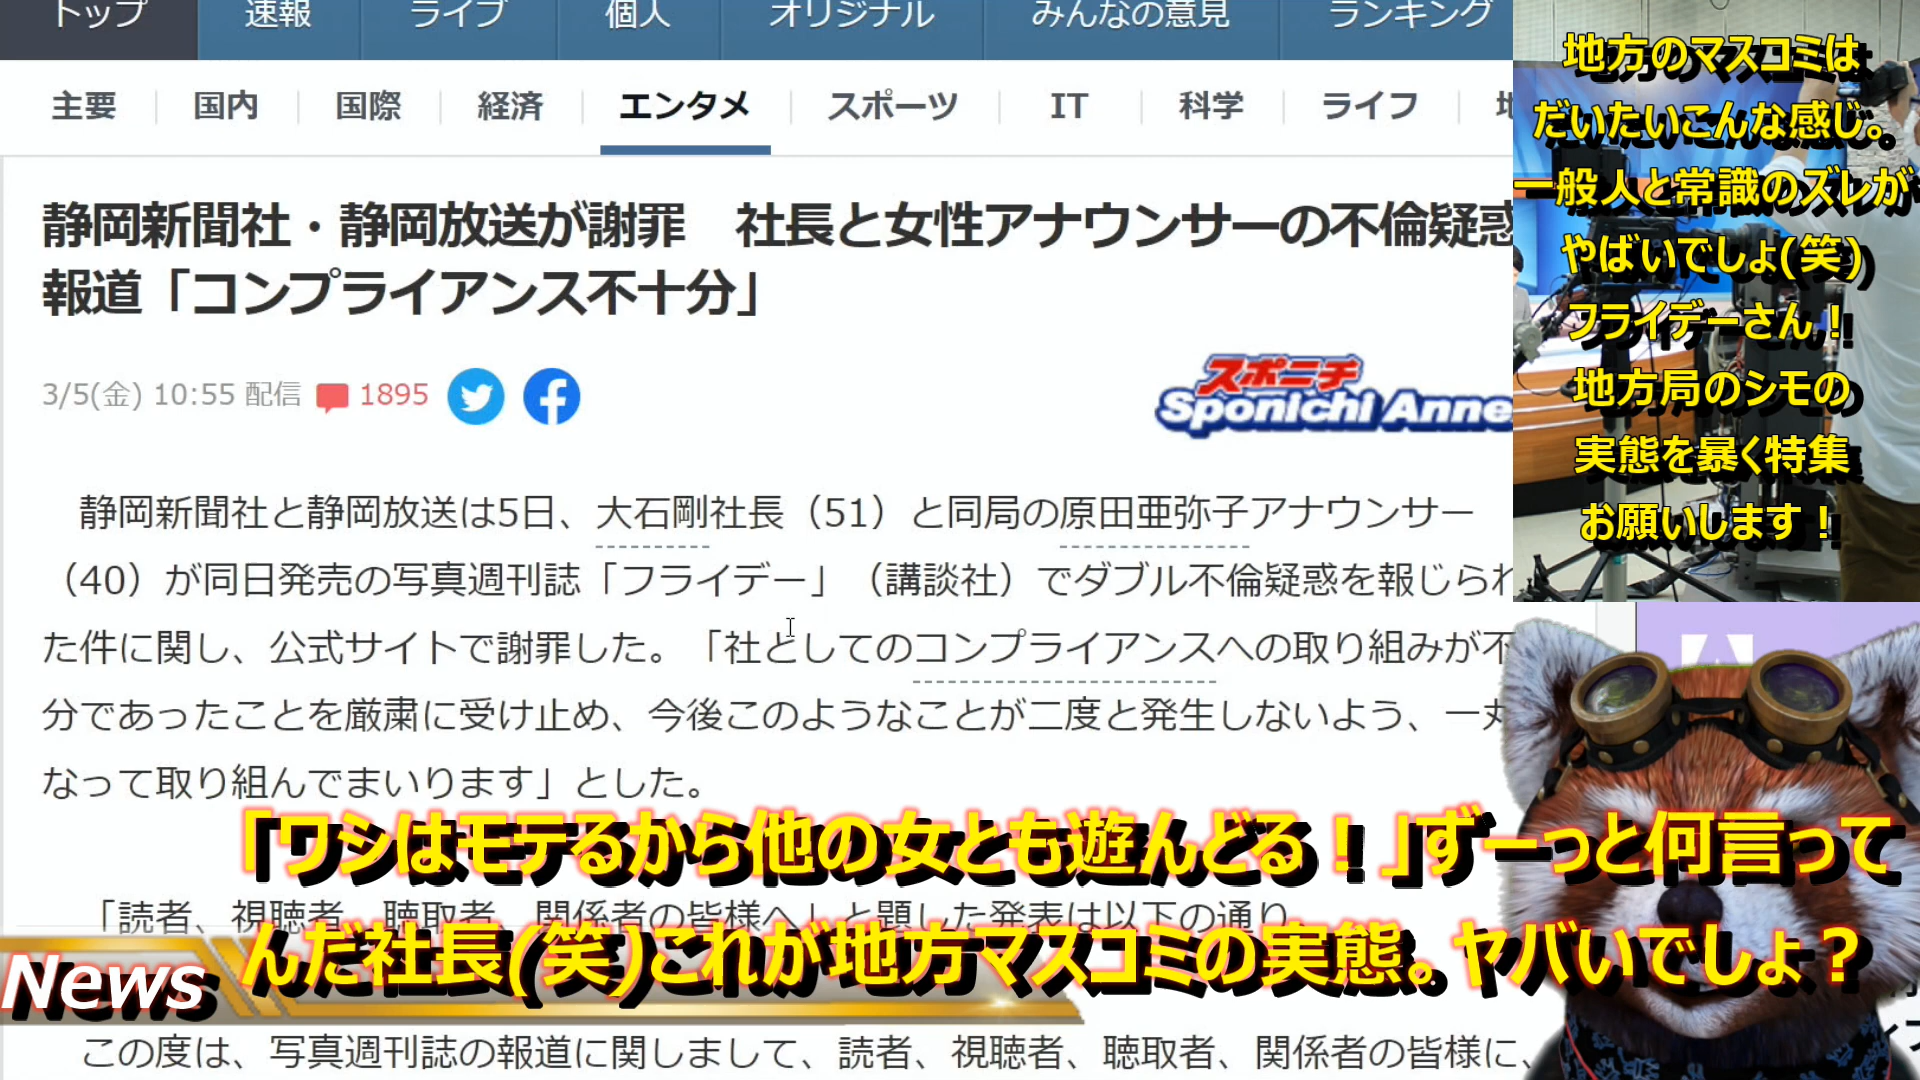 トップ 速報 ライブ 個人 オリジナル みんなの意見 ランキング
主要 国内 国際 経済 エンタメ スポーツ IT 科学 ライフ
静岡新聞社・静岡放送が謝罪 社長と女性アナウンサーの不倫疑惑
報道「コンプライアンス不十分」
3/5(金) 10:55 配信 1895
スポニチ
Sponichi Anne
静岡新聞社と静岡放送は5日、大石剛社長（51）と同局の原田亜弥子アナウンサー
（40）が同日発売の写真週刊誌「フライデー」（講談社）でダブル不倫疑惑を報じられ
た件に関し、公式サイトで謝罪した。「社としてのコンプライアンスへの取り組みが不
分であったことを厳粛に受け止め、今後このようなことが二度と発生しないよう、一丸
なって取り組んでまいります」とした。
「読者、視聴者、聴取者、関係者の皆様へ」と題した発表は以下の通り
この度は、写真週刊誌の報道に関しまして、読者、視聴者、聴取者、関係者の皆様に、
地方のマスコミは
だいたいこんな感じ。
一般人と常識のズレが
やばいでしょ(笑)
フライデーさん！
地方局のシモの
実態を暴く特集
お願いします！
「ワシはモテるから他の女とも遊んどる！」ずーっと何言って
んだ社長(笑)これが地方マスコミの実態。ヤバいでしょ？
News